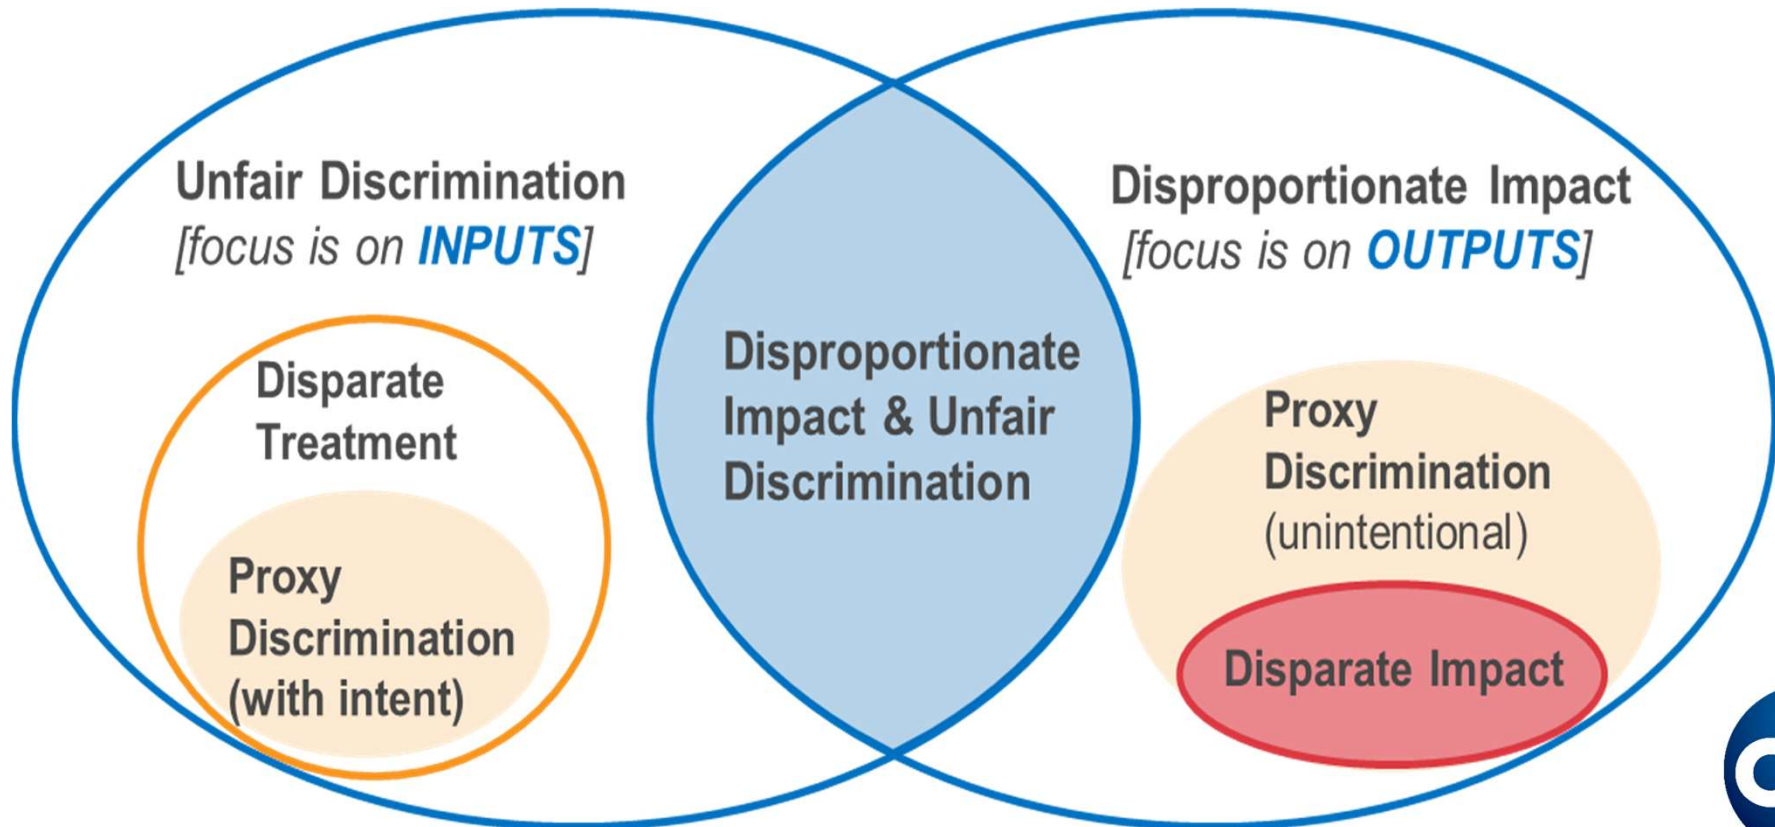 Unfair Discrimination
[focus is on INPUTS]
Disproportionate Impact
[focus is on OUTPUTS]
Disparate
Treatment
Proxy
Discrimination
(with intent)
Disproportionate
Impact & Unfair
Discrimination
Proxy
Discrimination
(unintentional)
Disparate Impact